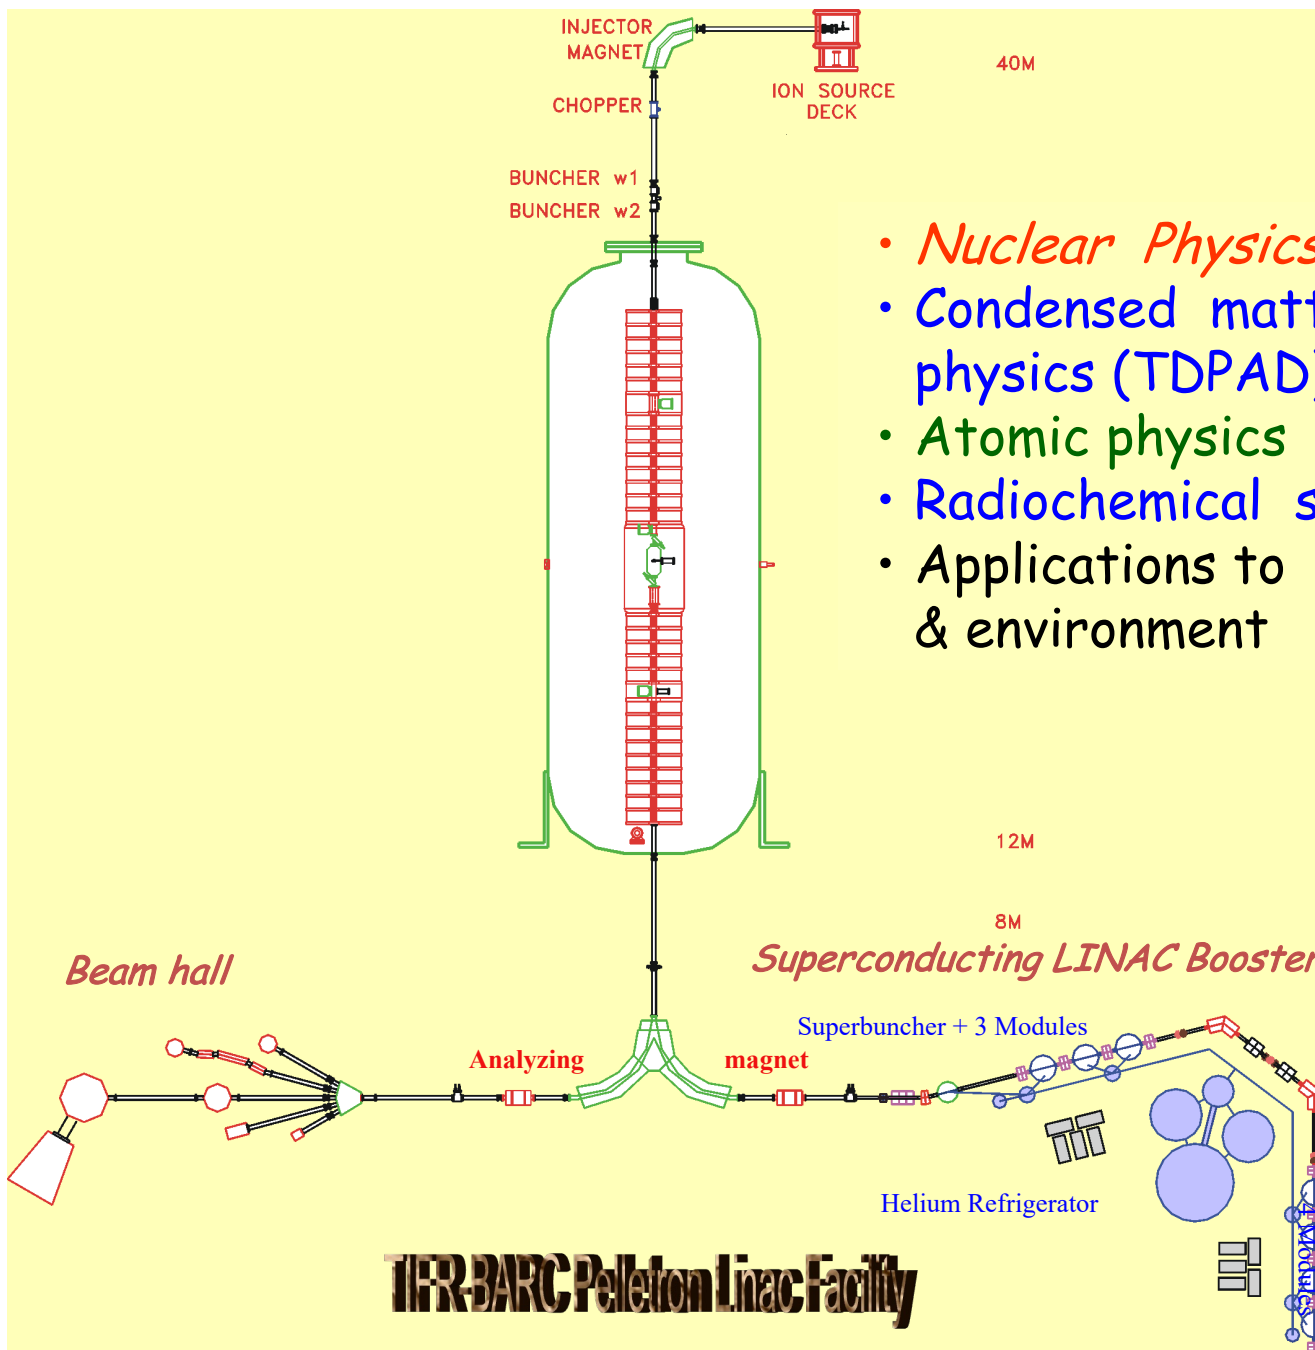 INJECTOR
MAGNET
ION SOURCE
DECK
40M
CHOPPER
BUNCHER w1
BUNCHER w2
• Nuclear Physics
• Condensed matt
physics (TDPAD)
• Atomic physics
• Radiochemical s
• Applications to
& environment
12M
8M
Beam hall
Superconducting LINAC Booster
Superbuncher + 3 Modules
Analyzing magnet
Helium Refrigerator
4 Modules
TIFR-BARC Pelletron Linac Facility